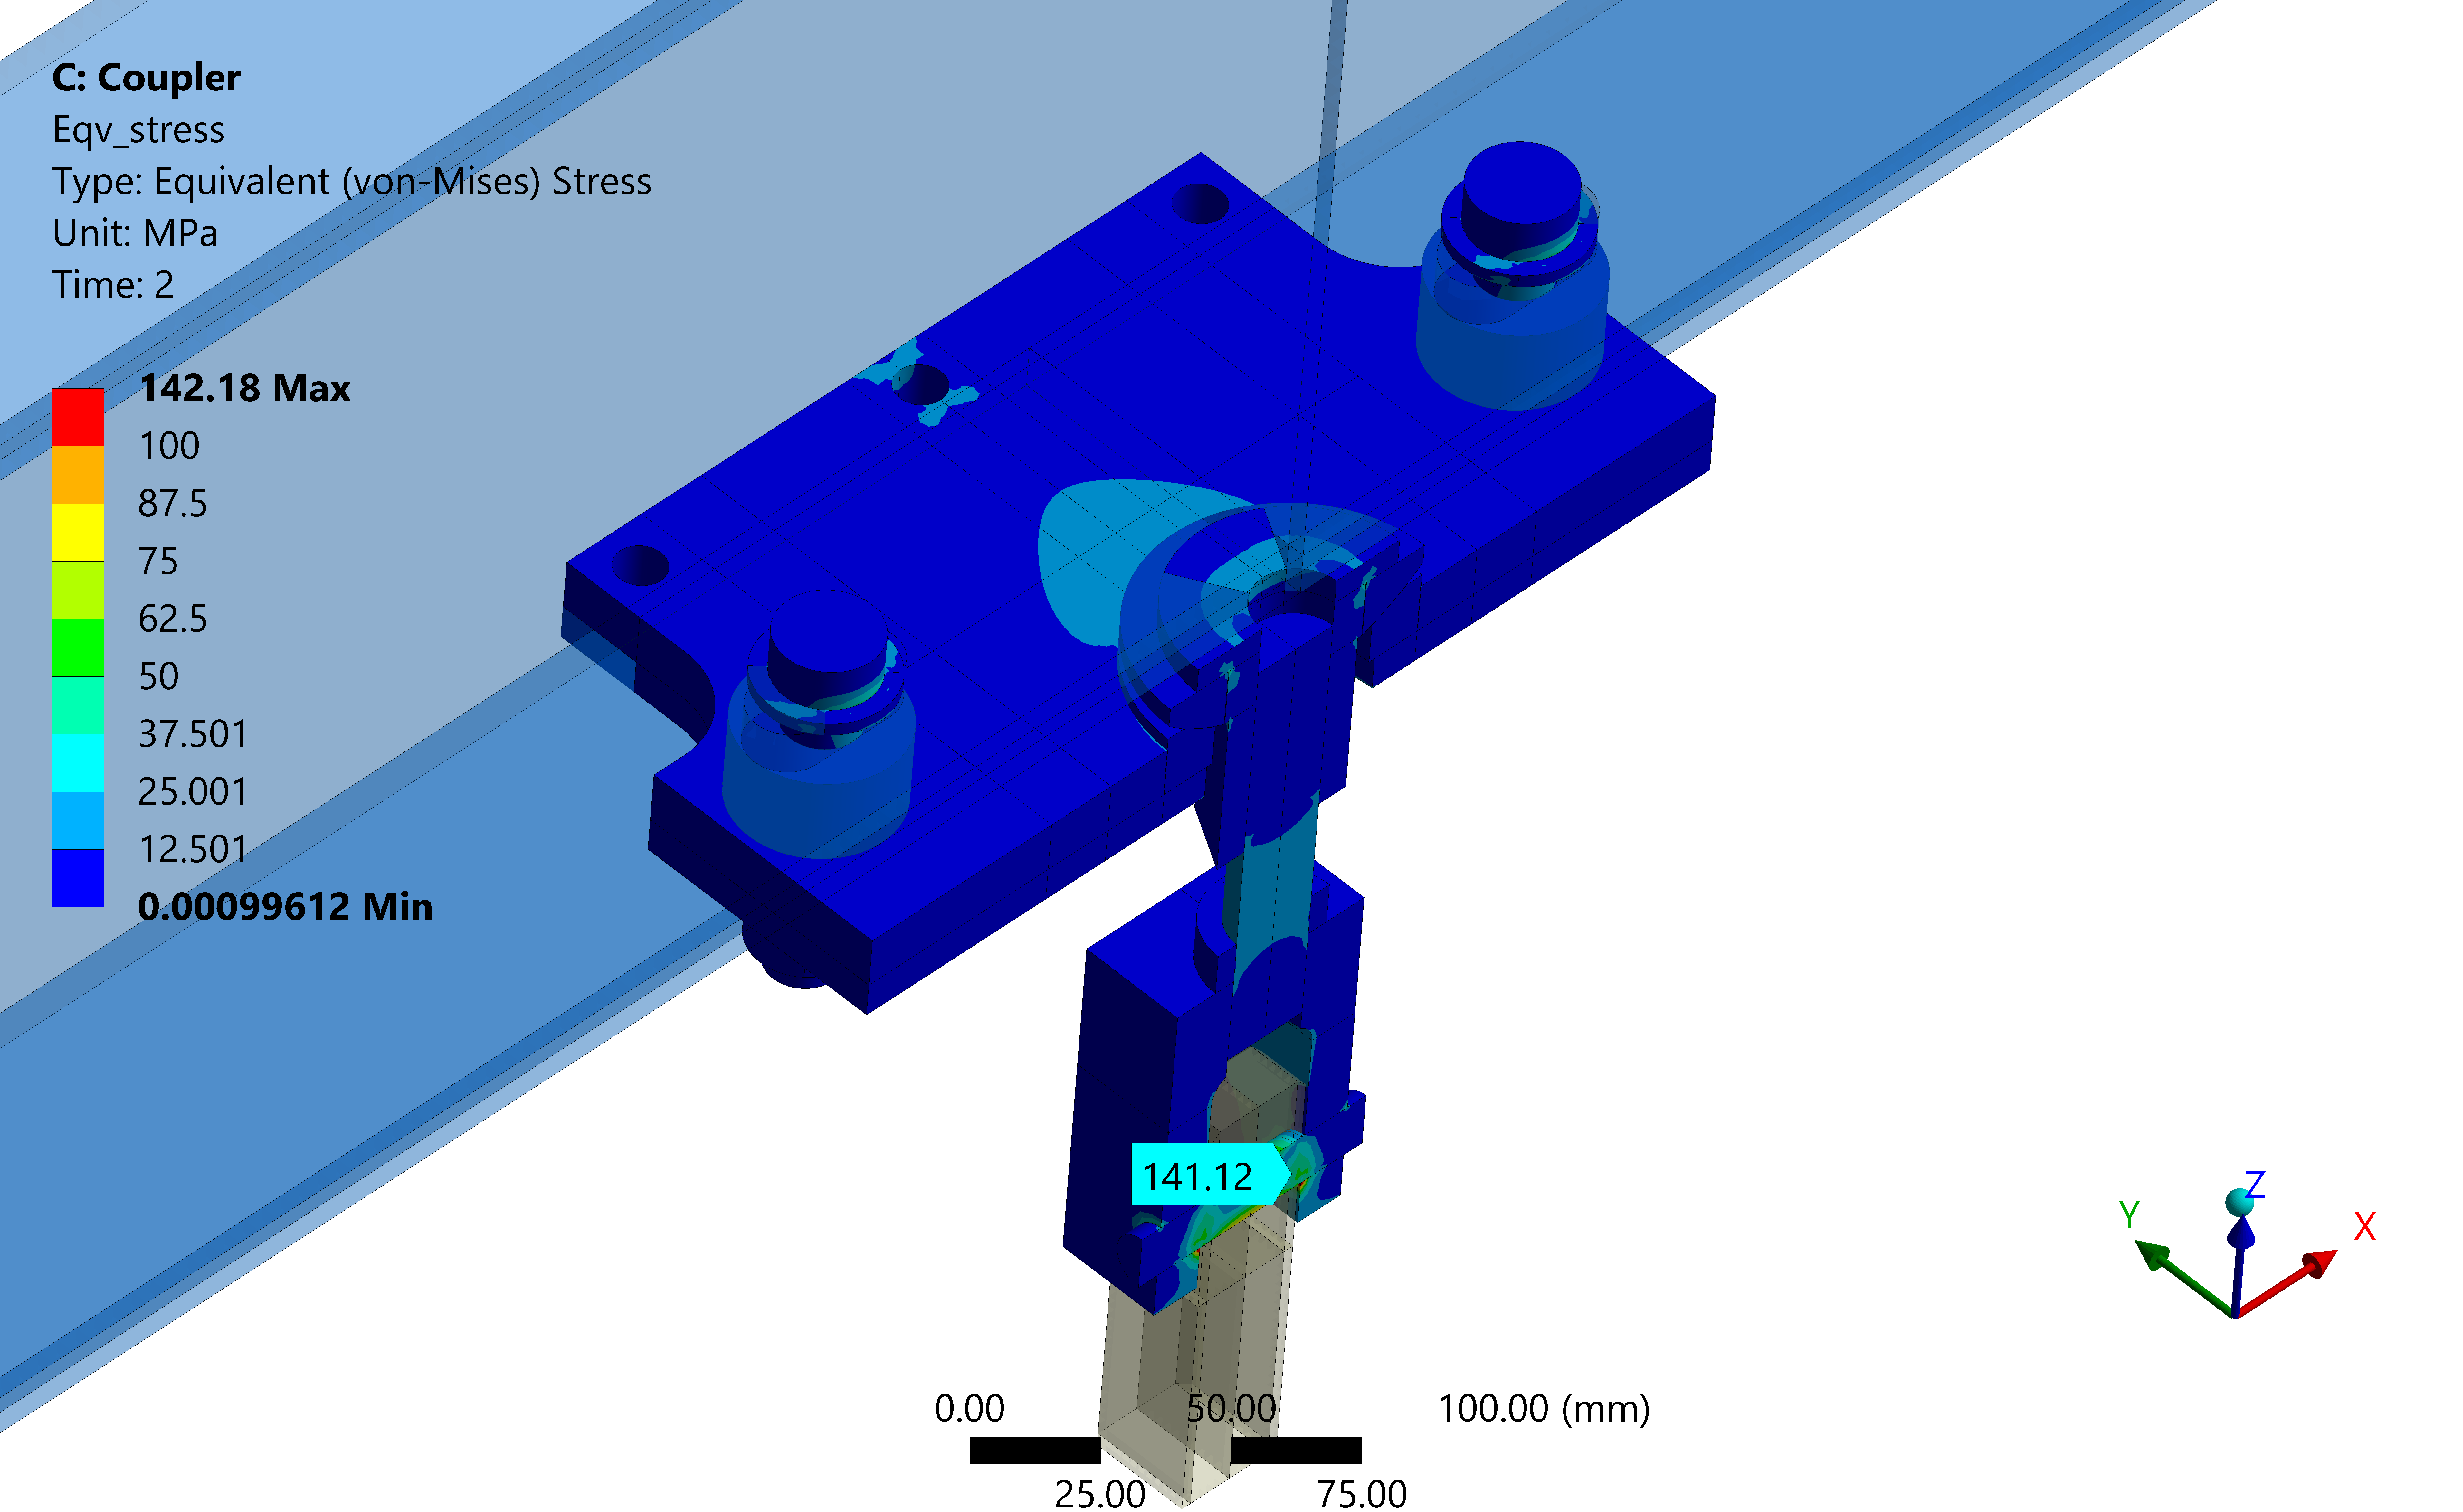 C: Coupler
Eqv_stress
Type: Equivalent (von-Mises) Stress
Unit: MPa
Time: 2
142.18 Max
100
87.5
75
62.5
50
37.501
25.001
12.501
0.00099612 Min
141.12
Z
Y
X
0.00 50.00 100.00 (mm)
25.00 75.00